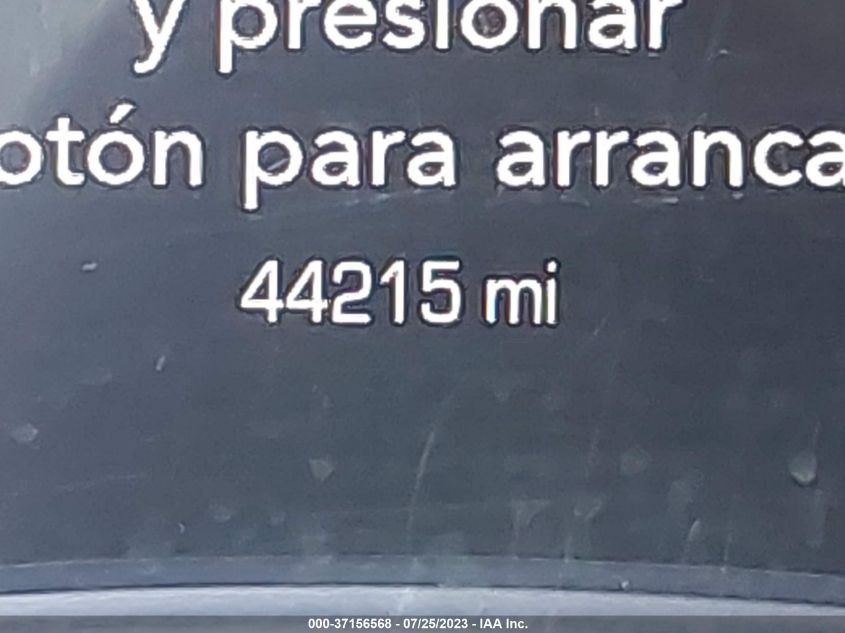 y presionar
otón para arranca
44215 mi
000-37156568 - 07/25/2023 - IAA Inc.